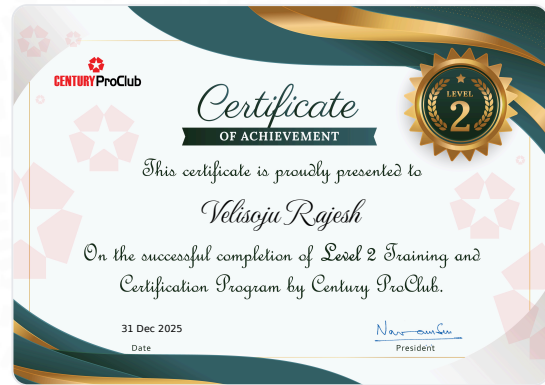 CENTURY ProClub
Certificate
OF ACHIEVEMENT
LEVEL
2
This certificate is proudly presented to
Velisoju Rajesh
On the successful completion of Level 2 Training and
Certification Program by Century ProClub.
31 Dec 2025
Date
President